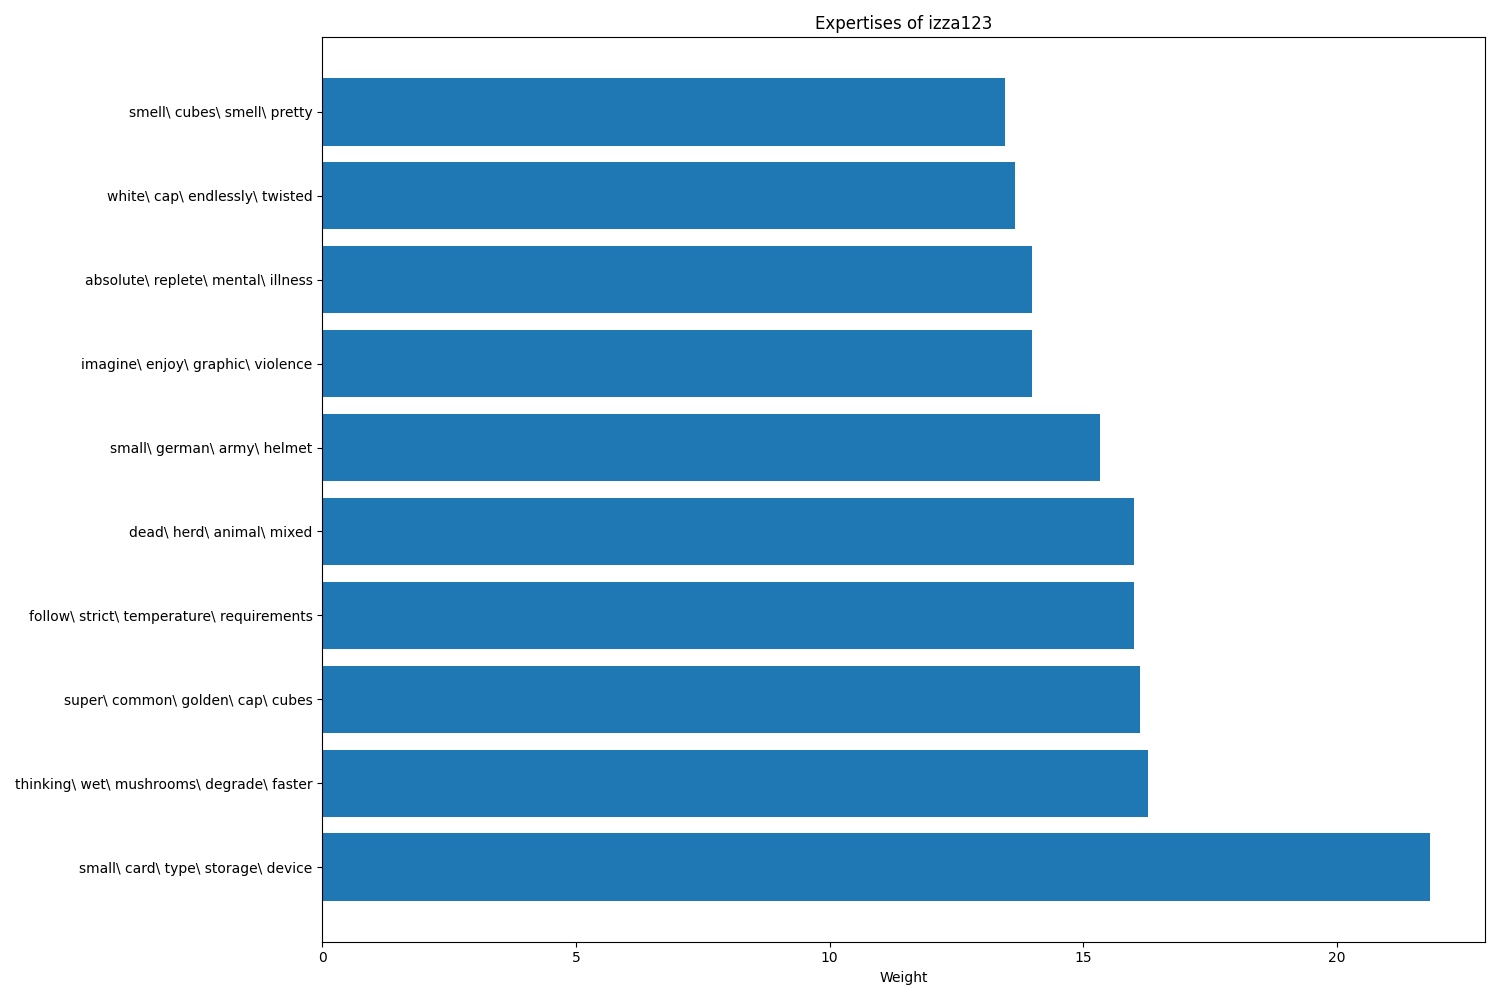 Expertises of izza123
smell\ cubes\ smell\ pretty
white\ cap\ endlessly\ twisted
absolute\ replete\ mental\ illness
imagine\ enjoy\ graphic\ violence
small\ german\ army\ helmet
dead\ herd\ animal\ mixed
follow\ strict\ temperature\ requirements
super\ common\ golden\ cap\ cubes
thinking\ wet\ mushrooms\ degrade\ faster
small\ card\ type\ storage\ device
0 5 10 15 20
Weight